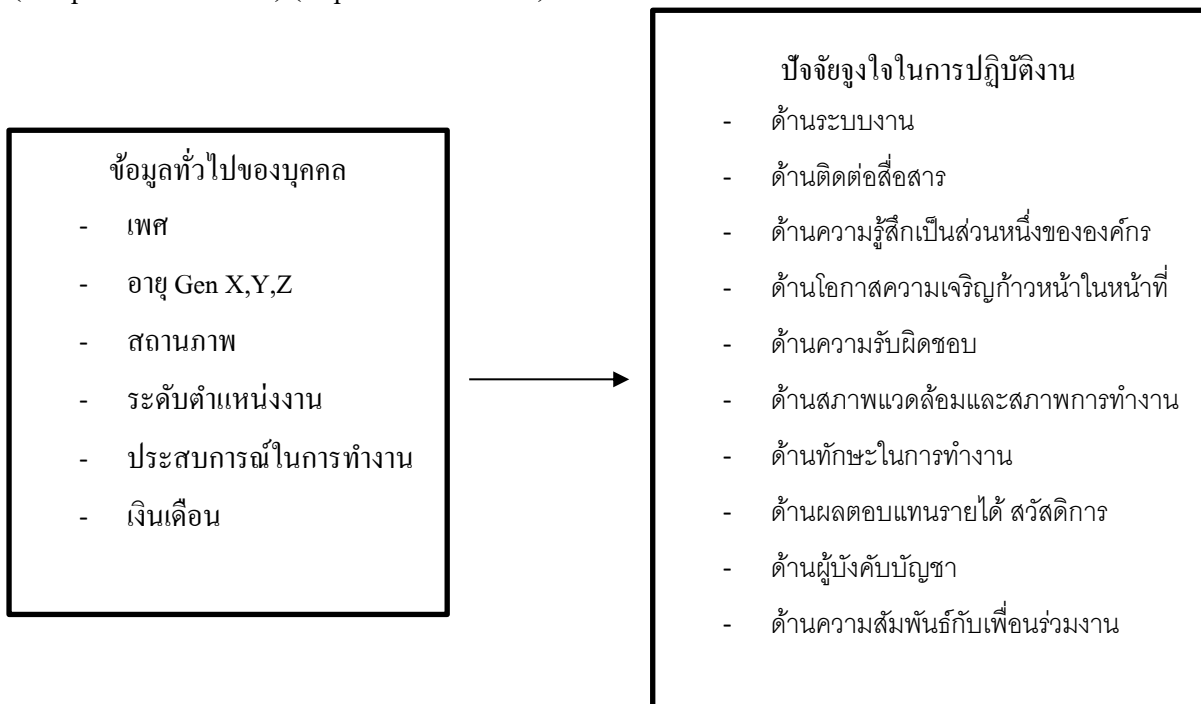 ข้อมูลทั่วไปของบุคคล
- เพศ
- อายุ Gen X,Y,Z
- สถานภาพ
- ระดับตำแหน่งงาน
- ประสบการณ์ในการทำงาน
- เงินเดือน
ปัจจัยจูงใจในการปฏิบัติงาน
- ด้านระบบงาน
- ด้านติดต่อสื่อสาร
- ด้านความรู้สึกเป็นส่วนหนึ่งขององค์กร
- ด้านโอกาสความเจริญก้าวหน้าในหน้าที่
- ด้านความรับผิดชอบ
- ด้านสภาพแวดล้อมและสภาพการทำงาน
- ด้านทักษะในการทำงาน
- ด้านผลตอบแทนรายได้ สวัสดิการ
- ด้านผู้บังคับบัญชา
- ด้านความสัมพันธ์กับเพื่อนร่วมงาน